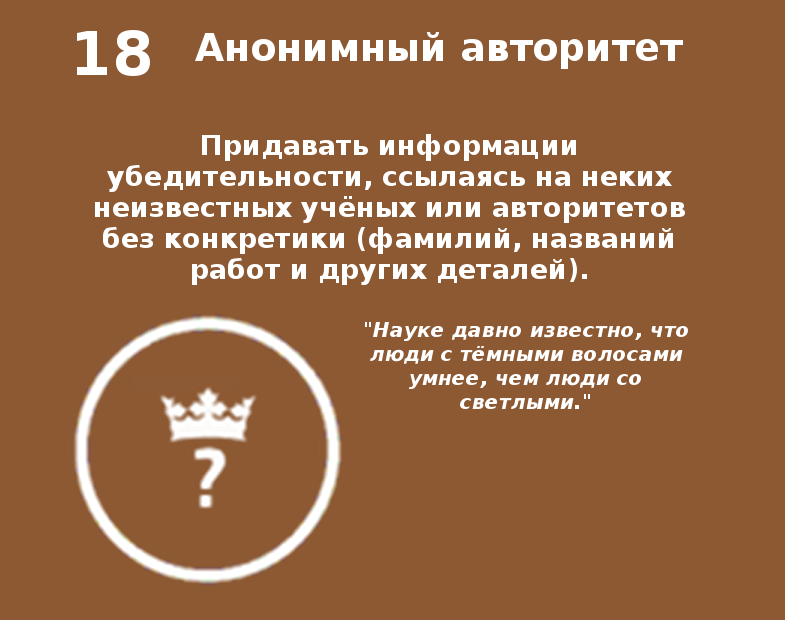 18 Анонимный авторитет
Придавать информации
убедительности, ссылаясь на неких
неизвестных учёных или авторитетов
без конкретики (фамилий, названий
работ и других деталей).
"Науке давно известно, что
люди с тёмными волосами
умнее, чем люди со
светлыми."
?